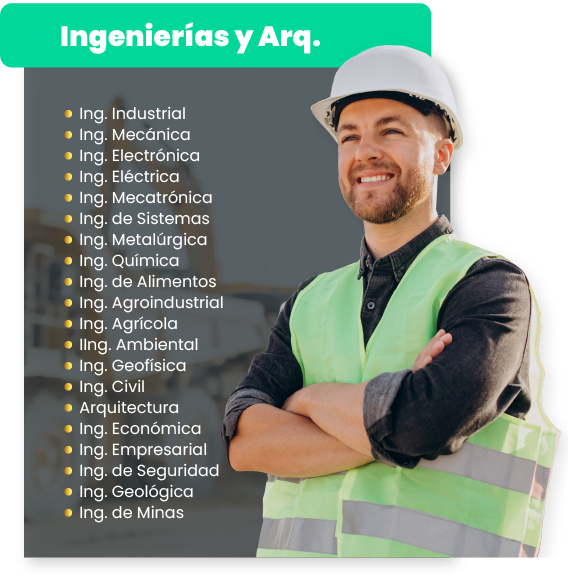 Ingenierías y Arq.
Ing. Industrial
Ing. Mecánica
Ing. Electrónica
Ing. Eléctrica
Ing. Mecatrónica
Ing. de Sistemas
Ing. Metalúrgica
Ing. Química
Ing. de Alimentos
Ing. Agroindustrial
Ing. Agrícola
IIng. Ambiental
Ing. Geofísica
Ing. Civil
Arquitectura
Ing. Económica
Ing. Empresarial
Ing. de Seguridad
Ing. Geológica
Ing. de Minas